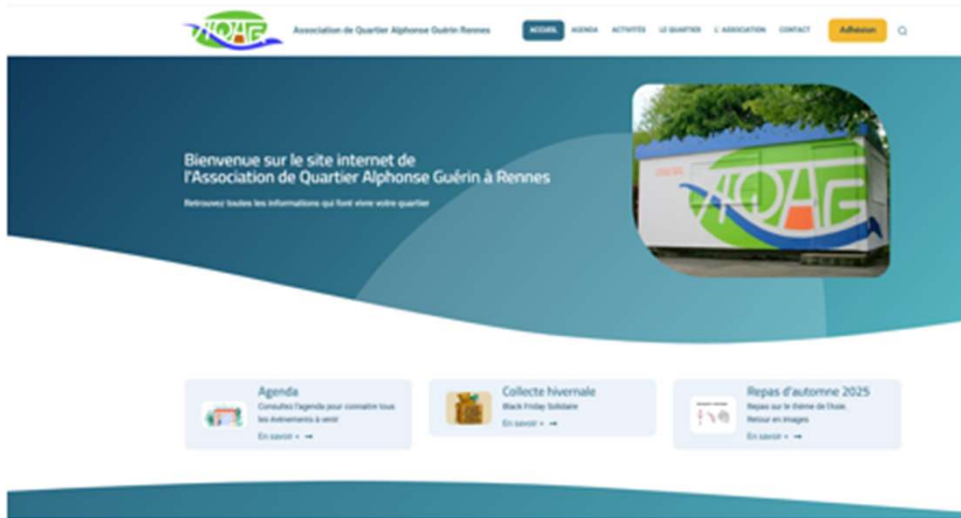 AQAG
Association de Quartier Alphonse Guérin Rennes
ACCUEIL AGENDA ACTIVITÉS LE QUARTIER L' ASSOCIATION CONTACT Adhésion
Bienvenue sur le site internet de
l'Association de Quartier Alphonse Guérin à Rennes
Retrouvez toutes les informations qui font vivre votre quartier
AQAG
Agenda
Consultez l'agenda pour connaitre tous
les événements à venir
En savoir +
Collecte hivernale
Black Friday Solidaire
En savoir +
Repas d'automne 2025
Repas sur le thème de l'Asie.
Retour en images
En savoir +